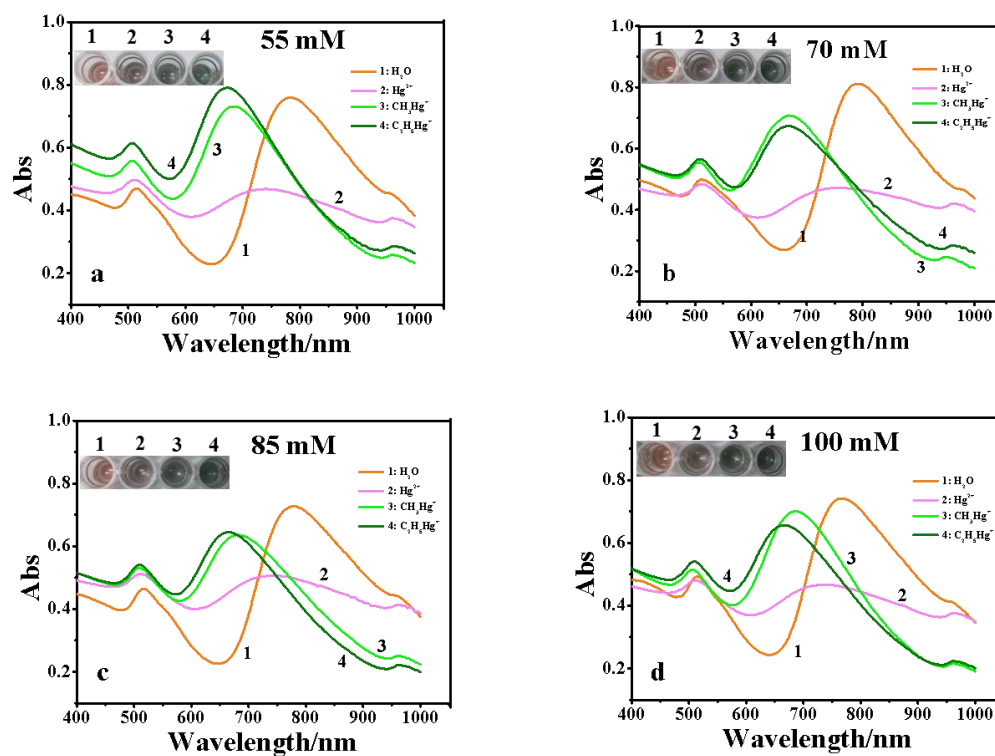 1 2 3 4
55 mM
1: H₂O
2: Hg²⁺
3: CH₃Hg⁺
4: C₂H₅Hg⁺
1.0
0.8
0.6
0.4
0.2
Abs
4
3
2
1
a
400 500 600 700 800 900 1000
Wavelength/nm
1 2 3 4
70 mM
1: H₂O
2: Hg²⁺
3: CH₃Hg⁺
4: C₂H₅Hg⁺
1.0
0.8
0.6
0.4
0.2
Abs
2
1
4
3
b
400 500 600 700 800 900 1000
Wavelength/nm
1 2 3 4
85 mM
1: H₂O
2: Hg²⁺
3: CH₃Hg⁺
4: C₂H₅Hg⁺
1.0
0.8
0.6
0.4
0.2
Abs
2
3
1
4
c
400 500 600 700 800 900 1000
Wavelength/nm
1 2 3 4
100 mM
1: H₂O
2: Hg²⁺
3: CH₃Hg⁺
4: C₂H₅Hg⁺
1.0
0.8
0.6
0.4
0.2
Abs
3
4
2
1
d
400 500 600 700 800 900 1000
Wavelength/nm